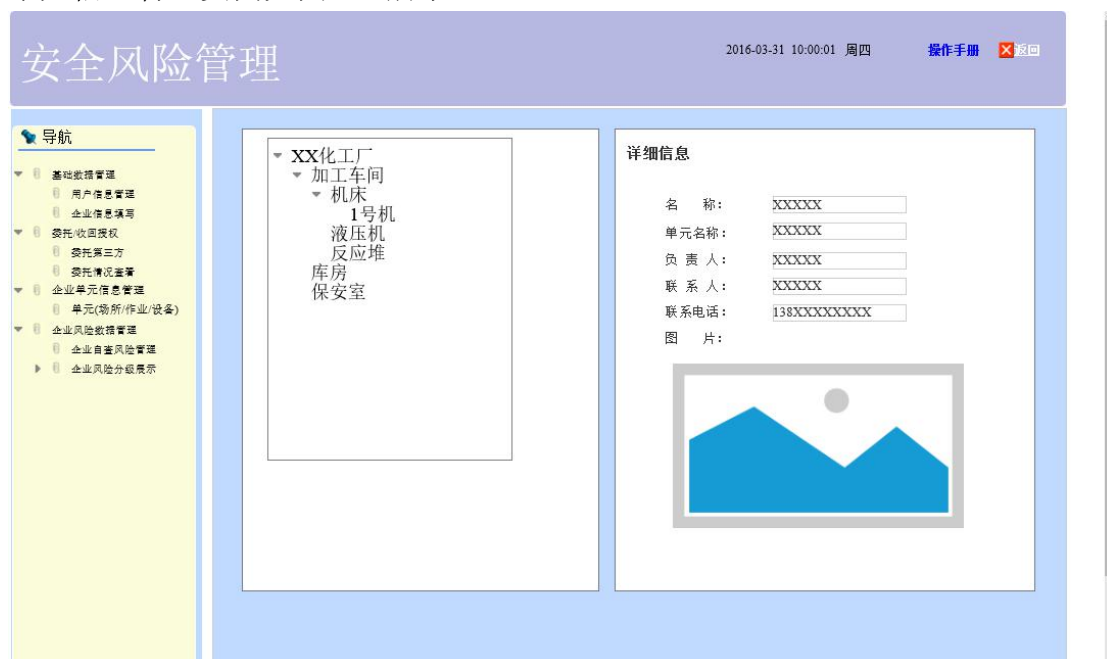 安全风险管理
2016-03-31 10:00:01 周四
操作手册
返回
导航
基础数据管理
用户信息管理
企业信息填写
委托/收回授权
委托第三方
委托情况查看
企业单元信息管理
单元(场所/作业/设备)
企业风险数据管理
企业自查风险管理
企业风险分级展示
XX化工厂
加工车间
机床
1号机
液压机
反应堆
库房
保安室
详细信息
名 称: XXXXX
单元名称: XXXXX
负 责 人: XXXXX
联 系 人: XXXXX
联系电话: 138XXXXXXXX
图 片: